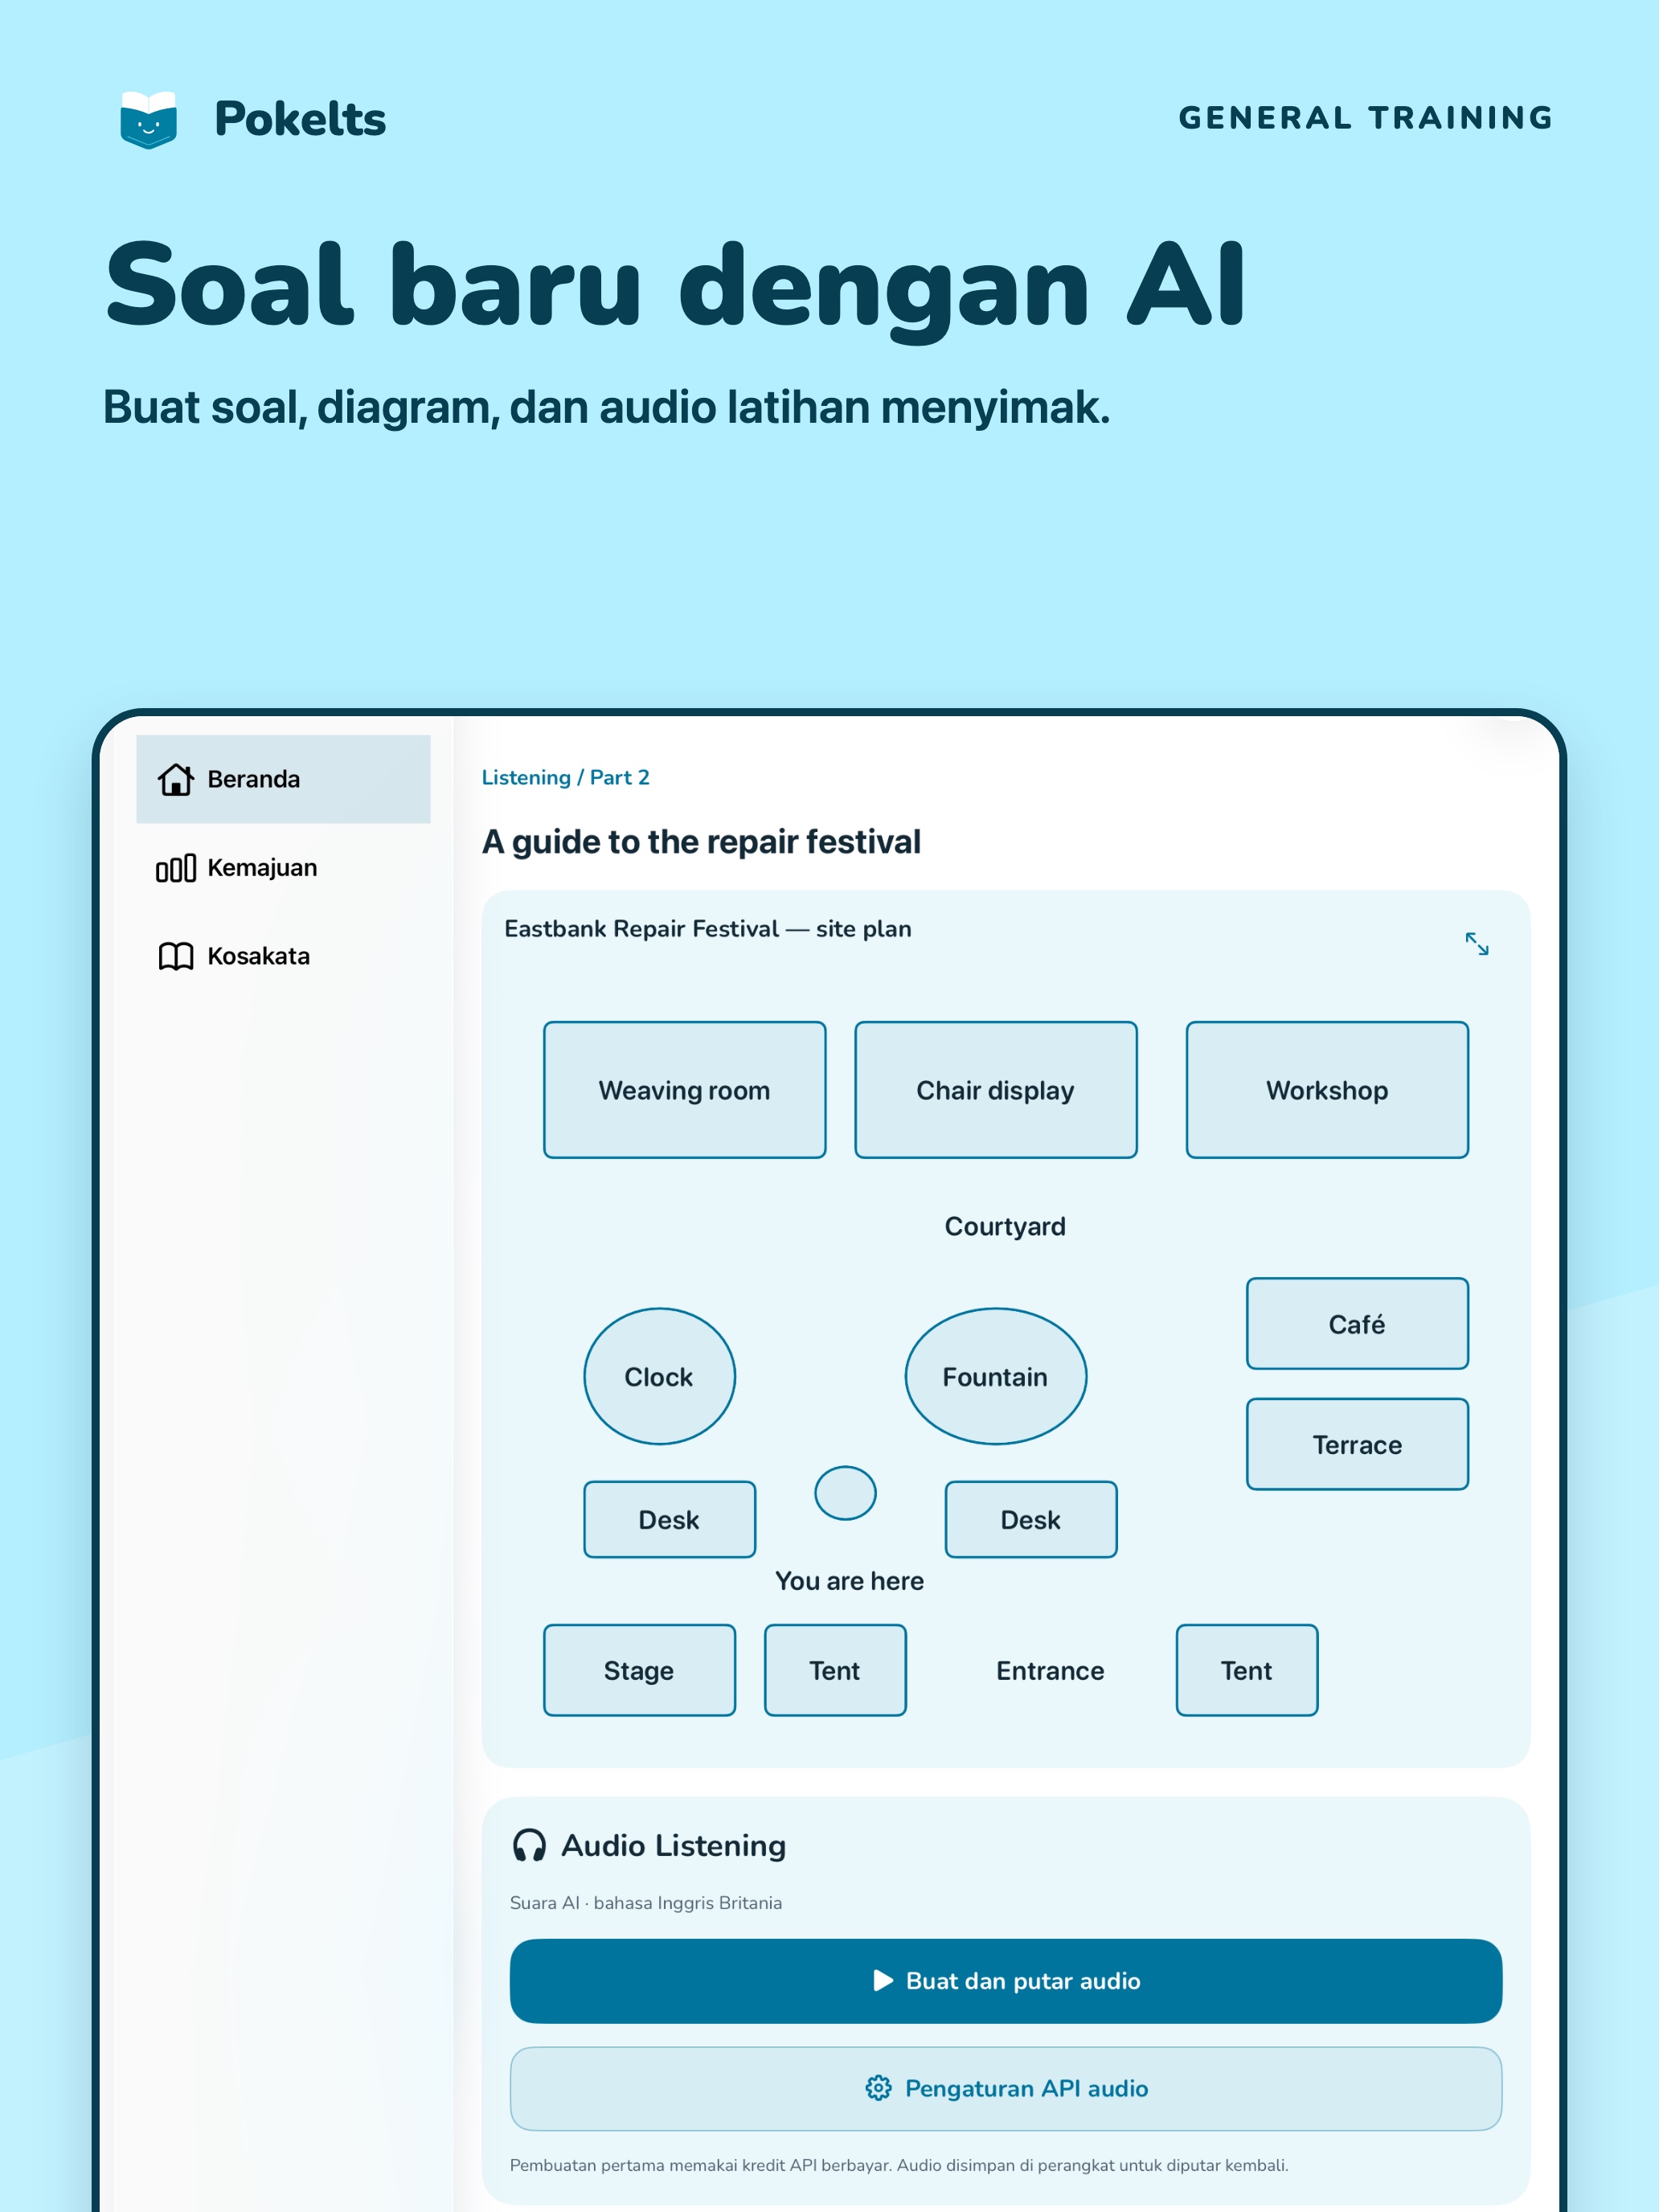 Pokelts
GENERAL TRAINING
Soal baru dengan AI
Buat soal, diagram, dan audio latihan menyimak.
Beranda
Kemajuan
Kosakata
Listening / Part 2
A guide to the repair festival
Eastbank Repair Festival — site plan
Weaving room
Chair display
Workshop
Courtyard
Café
Clock
Fountain
Terrace
Desk
Desk
You are here
Stage
Tent
Entrance
Tent
Audio Listening
Suara AI · bahasa Inggris Britania
Buat dan putar audio
Pengaturan API audio
Pembuatan pertama memakai kredit API berbayar. Audio disimpan di perangkat untuk diputar kembali.